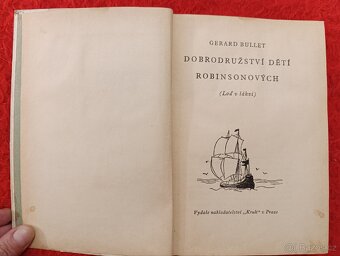 GERARD BULLET
DOBRODRUŽSTVÍ DĚTÍ
ROBINSONOVÝCH
(Loď v láhvi)
Vydalo nakladatelství „Kruh“ v Praze